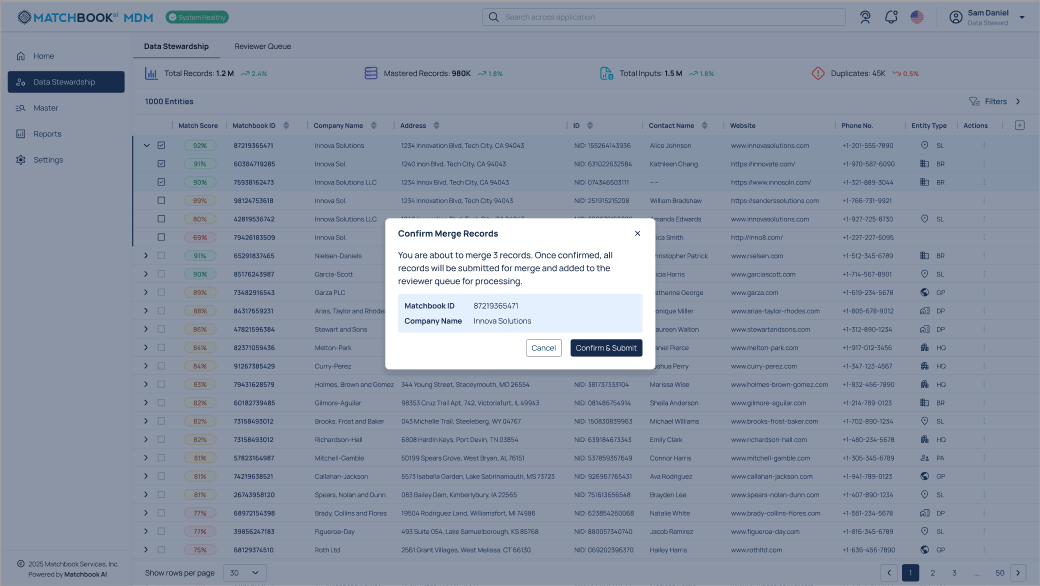 MATCHBOOK ai MDM System Healthy Search across application Sam Daniel
Data Steward
Home
Data Stewardship
Master
Reports
Settings
Data Stewardship Reviewer Queue
Total Records: 1.2 M 2.4% Mastered Records: 980K 1.8% Total Inputs: 1.5 M 1.8% Duplicates: 45K 0.5%
1000 Entities Filters
Match Score Matchbook ID Company Name Address ID Contact Name Website Phone No. Entity Type Actions
92% 87219365471 Innova Solutions 1234 Innovation Blvd, Tech City, CA 94043 NID: 155264143936 Alice Johnson www.innovasolutions.com +1-201-555-7890 SL
91% 60384719285 Innova Sol. 1240 Inon Blvd, Tech City, CA 94043 NID: 631022632584 Kathleen Chang https://innovate.com/ +1-970-587-6090 BR
90% 75938162473 Innova Solutions LLC 1234 Innov Blvd, Tech City, CA 94043 NID: 074346503111 -- https://www.innosoln.com/ +1-321-889-3044 BR
89% 98124753618 Innova Sol. 1234 Innovation Blvd, Tech City, CA 94043 NID: 251915215208 William Bradshaw https://sanderssolutions.com +1-766-731-9921
80% 42819536742 Innova Solutions LLC Amanda Edwards www.innovasolutions.com +1-927-725-8730 SL
69% 79426183509 Innova Sol. ica Smith http://inno8.com/ +1-227-227-5095
91% 65291837465 Nielsen-Daniels ristopher Patrick www.nielsen.com +1-512-345-6789 BR
90% 85176243987 Garcia-Scott icia Harris www.garciascott.com +1-714-567-8901 SL
89% 73482916543 Garza PLC atherine George www.garza.com +1-619-234-5678 GP
88% 84317659231 Arias, Taylor and Rhodes onique Miller www.arias-taylor-rhodes.com +1-805-678-9012 DP
86% 47821596384 Stewart and Sons aureen Walton www.stewartandsons.com +1-312-890-1234 DP
84% 82371059436 Melton-Park niel Pierce www.melton-park.com +1-917-012-3456 HQ
84% 91267385429 Curry-Perez oshua Perry www.curry-perez.com +1-347-123-4567 HQ
83% 79431628579 Holmes, Brown and Gomez 344 Young Street, Staceymouth, MD 26554 NID: 381737333104 Marissa Wise www.holmes-brown-gomez.com +1-832-456-7890 HQ
82% 60182739485 Gilmore-Aguilar 98353 Cruz Trail Apt. 742, Victoriafurt, IL 49943 NID: 081486754914 Sheila Anderson www.gilmore-aguilar.com +1-214-789-0123 BR
82% 73158493012 Brooks, Frost and Baker 043 Michelle Trail, Steeleberg, WY 04767 NID: 150830839963 Michael Williams www.brooks-frost-baker.com +1-702-890-1234 SL
82% 73158493012 Richardson-Hall 6808 Hardin Keys, Port Devin, TN 03854 NID: 639184673343 Emily Clark www.richardson-hall.com +1-480-234-5678 HQ
81% 57823164987 Mitchell-Gamble 50199 Spears Grove, West Bryan, AL 76151 NID: 537859357649 Connor Harris www.mitchell-gamble.com +1-305-345-6789 PA
81% 74219638521 Callahan-Jackson 5573 Isabella Garden, Lake Sabrinamouth, MS 73723 NID: 926967765431 Ava Rodriguez www.callahan-jackson.com +1-941-789-0123 GP
81% 26743958120 Spears, Nolan and Dunn 083 Bailey Dam, Kimberlybury, IA 22565 NID: 751613656548 Brayden Lee www.spears-nolan-dunn.com +1-407-890-1234 SL
77% 68972154398 Brady, Collins and Flores 19504 Rodriguez Land, Williamsfort, MI 74986 NID: 623854260068 Natalie White www.brady-collins-flores.com +1-561-234-5678 DP
77% 39856247183 Figueroa-Day 493 Suite 054, Lake Samuelborough, KS 85768 NID: 880057340740 Jacob Ramirez www.figueroa-day.com +1-816-345-6789 SL
75% 68129374510 Roth Ltd 2561 Grant Villages, West Melissa, CT 66130 NID: 069202396370 Hailey Harris www.rothltd.com +1-636-456-7890 GP
Confirm Merge Records
You are about to merge 3 records. Once confirmed, all
records will be submitted for merge and added to the
reviewer queue for processing.
Matchbook ID 87219365471
Company Name Innova Solutions
Cancel Confirm & Submit
© 2025 Matchbook Services, Inc.
Powered by Matchbook AI
Show rows per page 30 1 2 3 ... 50